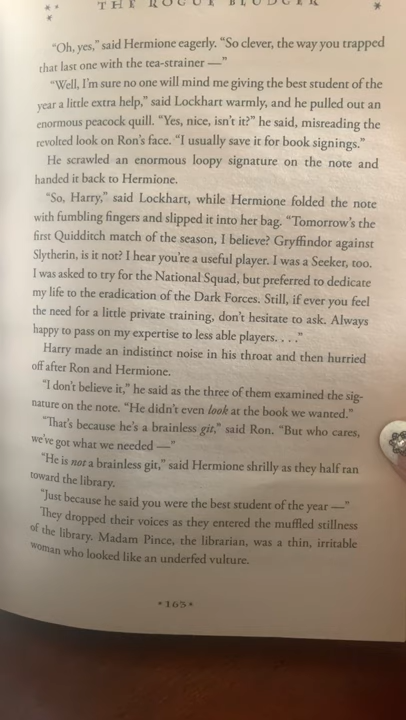 THE ROGUE BLUDGER
"Oh, yes," said Hermione eagerly. "So clever, the way you trapped
that last one with the tea-strainer —"
"Well, I'm sure no one will mind me giving the best student of the
year a little extra help," said Lockhart warmly, and he pulled out an
enormous peacock quill. "Yes, nice, isn't it?" he said, misreading the
revolted look on Ron's face. "I usually save it for book signings."
He scrawled an enormous loopy signature on the note and
handed it back to Hermione.
"So, Harry," said Lockhart, while Hermione folded the note
with fumbling fingers and slipped it into her bag. "Tomorrow's the
first Quidditch match of the season, I believe? Gryffindor against
Slytherin, is it not? I hear you're a useful player. I was a Seeker, too.
I was asked to try for the National Squad, but preferred to dedicate
my life to the eradication of the Dark Forces. Still, if ever you feel
the need for a little private training, don't hesitate to ask. Always
happy to pass on my expertise to less able players. . . ."
Harry made an indistinct noise in his throat and then hurried
off after Ron and Hermione.
"I don't believe it," he said as the three of them examined the sig-
nature on the note. "He didn't even look at the book we wanted."
"That's because he's a brainless git," said Ron. "But who cares,
we've got what we needed —"
"He is not a brainless git," said Hermione shrilly as they half ran
toward the library.
"Just because he said you were the best student of the year —"
They dropped their voices as they entered the muffled stillness
of the library. Madam Pince, the librarian, was a thin, irritable
woman who looked like an underfed vulture.
*163*